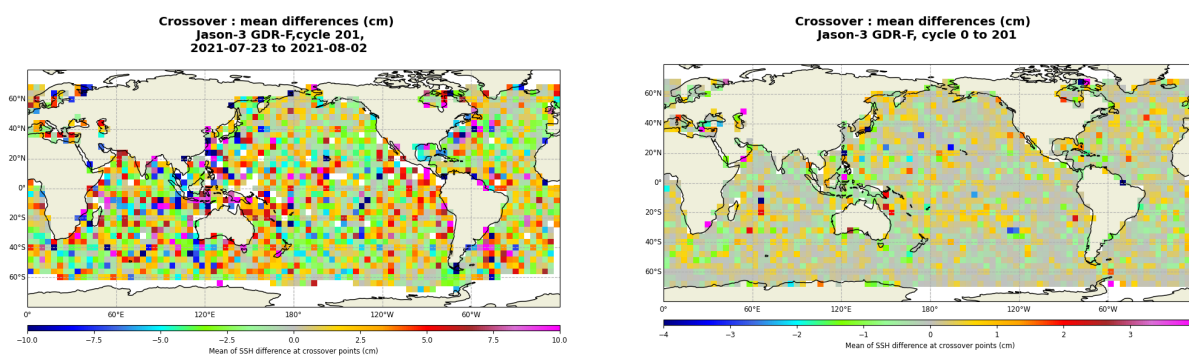 Crossover : mean differences (cm)
Jason-3 GDR-F,cycle 201,
2021-07-23 to 2021-08-02
60°N
40°N
20°N
0°
20°S
40°S
60°S
0° 60°E 120°E 180° 120°W 60°W
−10.0 −7.5 −5.0 −2.5 0.0 2.5 5.0 7.5 10.0
Mean of SSH difference at crossover points (cm)
Crossover : mean differences (cm)
Jason-3 GDR-F, cycle 0 to 201
60°N
40°N
20°N
0°
20°S
40°S
60°S
0° 60°E 120°E 180° 120°W 60°W
−4 −3 −2 −1 0 1 2 3
Mean of SSH difference at crossover points (cm)